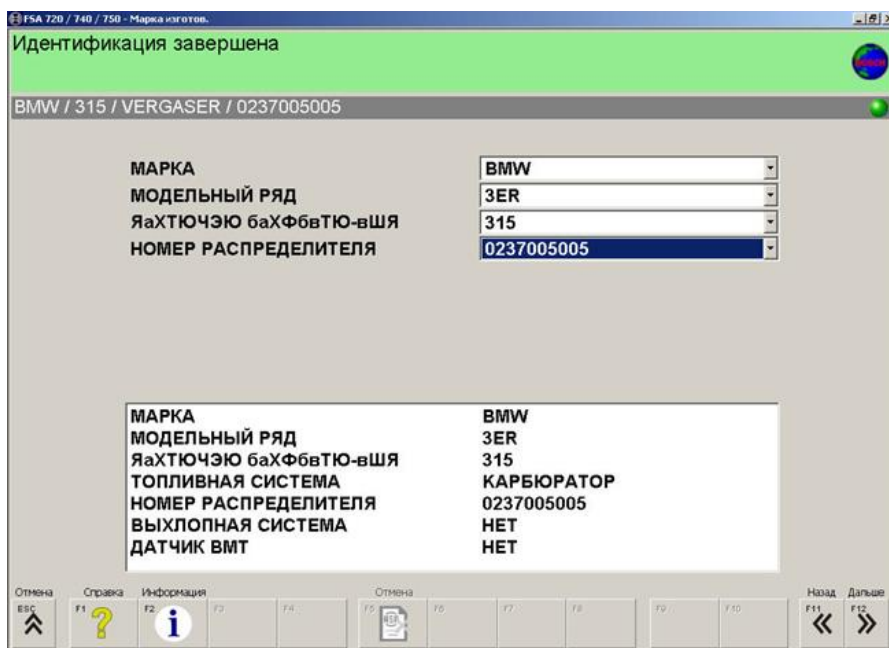 FSA 720 / 740 / 750 - Марка изготов.
Идентификация завершена
BOSCH
BMW / 315 / VERGASER / 0237005005
МАРКА BMW
МОДЕЛЬНЫЙ РЯД 3ER
ЯаХТЮЧЭЮ баХФбвТЮ-вШЯ 315
НОМЕР РАСПРЕДЕЛИТЕЛЯ 0237005005
МАРКА BMW
МОДЕЛЬНЫЙ РЯД 3ER
ЯаХТЮЧЭЮ баХФбвТЮ-вШЯ 315
ТОПЛИВНАЯ СИСТЕМА КАРБЮРАТОР
НОМЕР РАСПРЕДЕЛИТЕЛЯ 0237005005
ВЫХЛОПНАЯ СИСТЕМА НЕТ
ДАТЧИК ВМТ НЕТ
Отмена Справка Информация Отмена Назад Дальше
ESC F1 F2 F3 F4 F5 F6 F7 F8 F9 F10 F11 F12